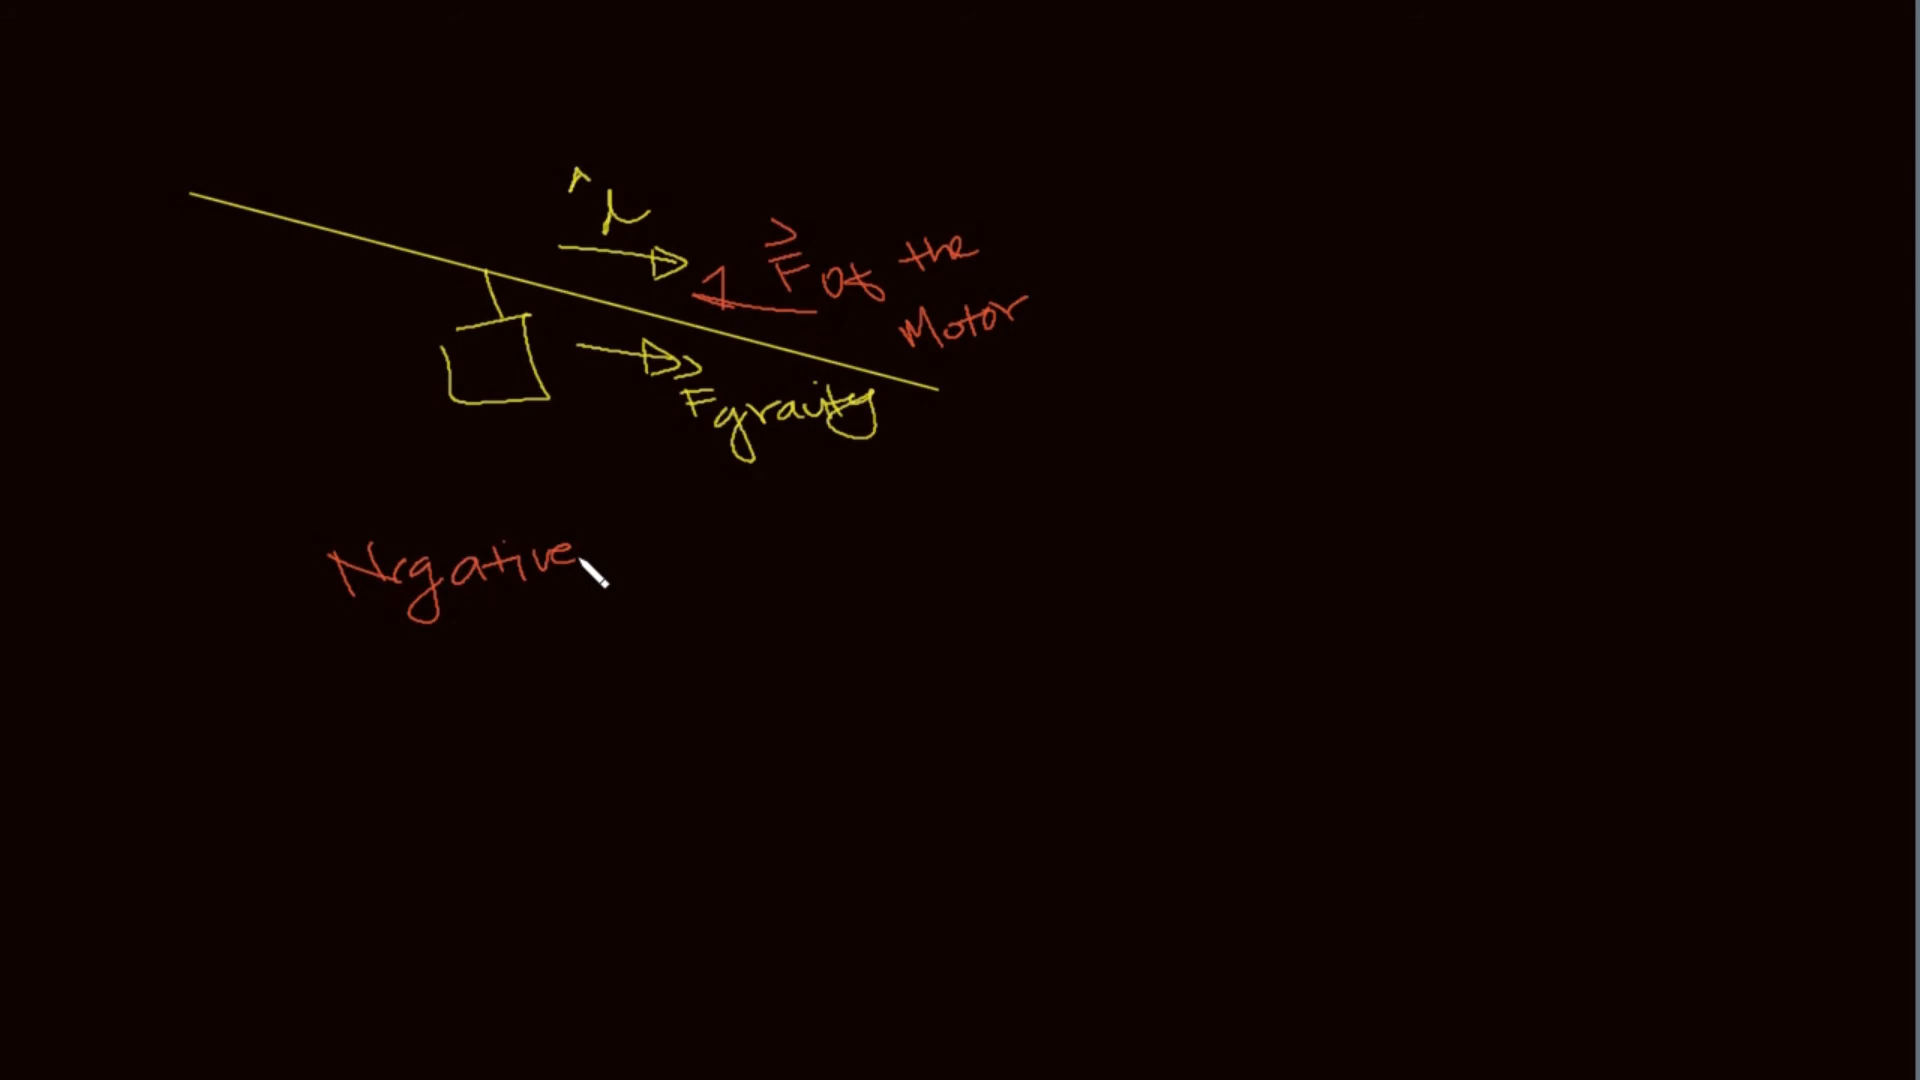 F of the
Motor
F gravity
Negative